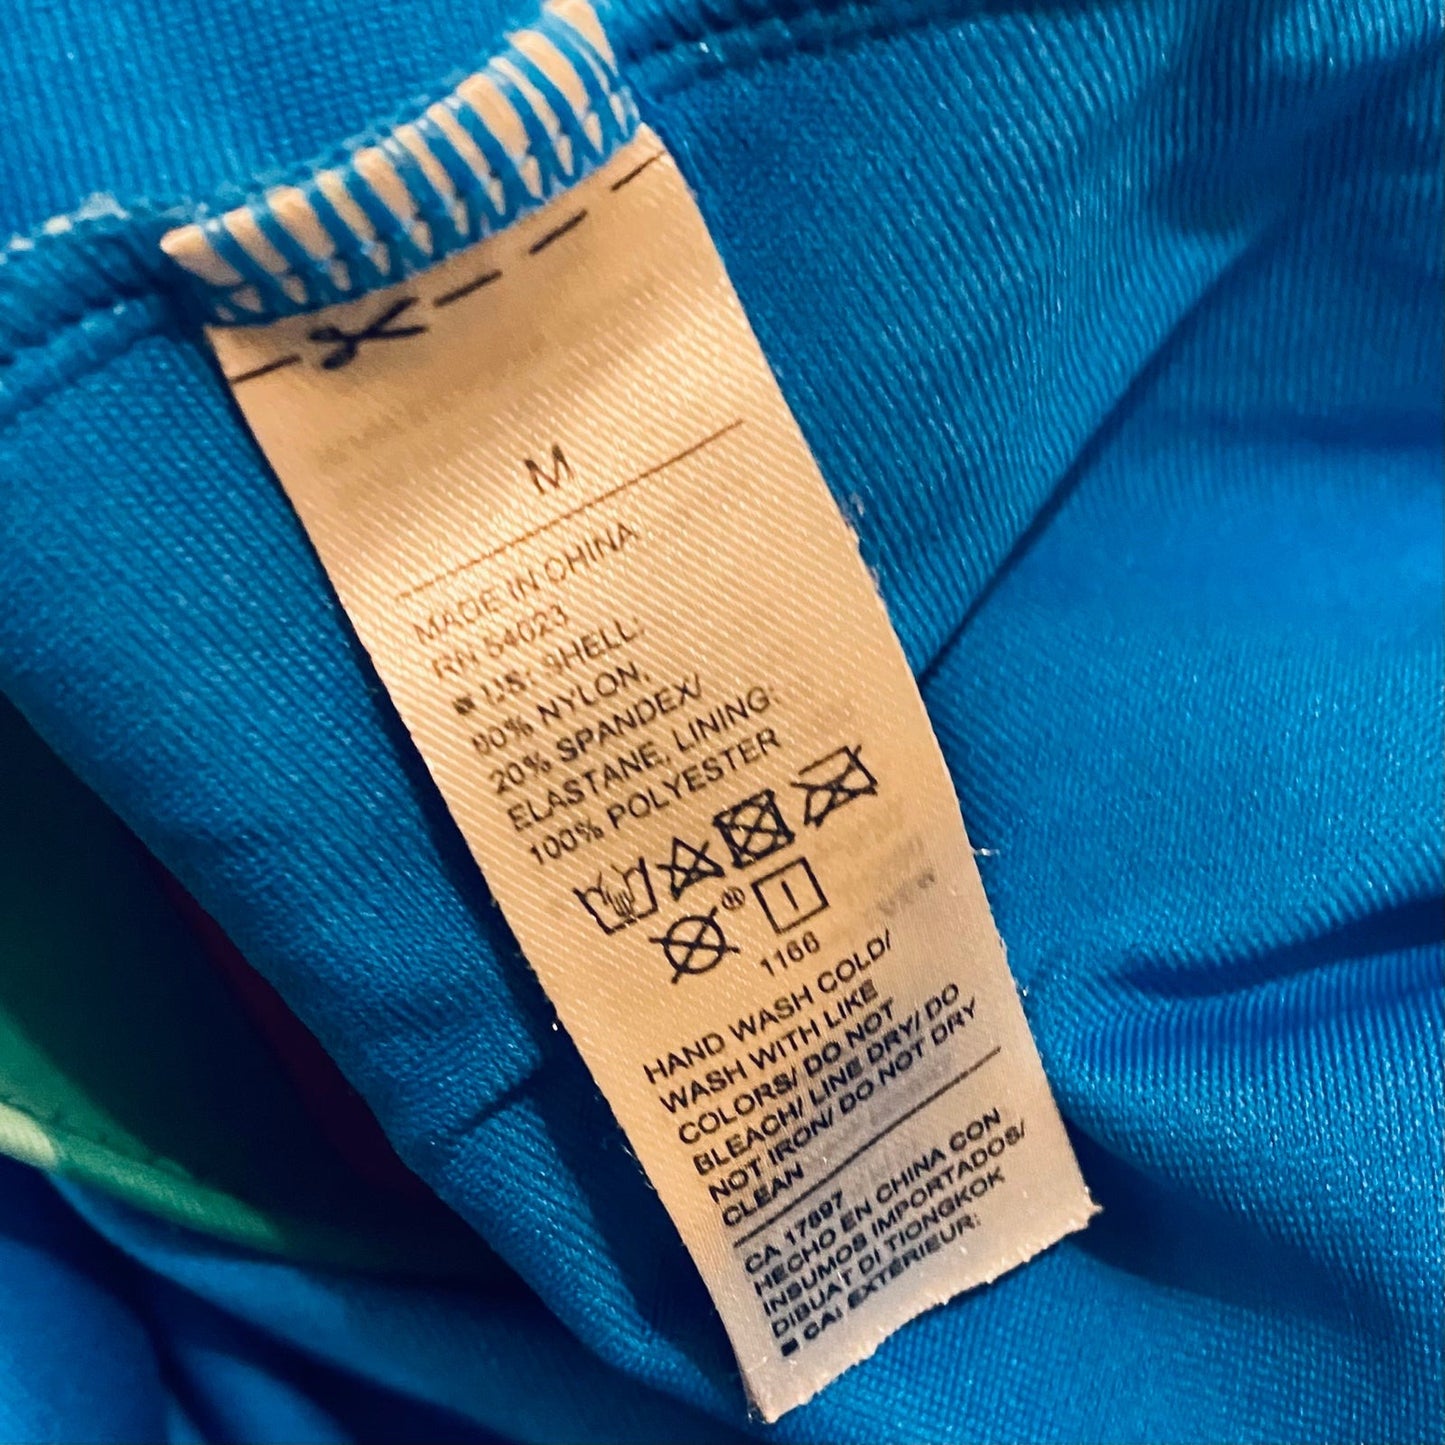 M
MADE IN CHINA
RN 54023
US: SHELL:
80% NYLON,
20% SPANDEX/
ELASTANE, LINING:
100% POLYESTER
®
1166
HAND WASH COLD/
WASH WITH LIKE
COLORS/ DO NOT
BLEACH/ LINE DRY/ DO
NOT IRON/ DO NOT DRY
CLEAN
CA 17897
HECHO EN CHINA CON
INSUMOS IMPORTADOS/
DIBUAT DI TIONGKOK
CA/ EXTÉRIEUR: